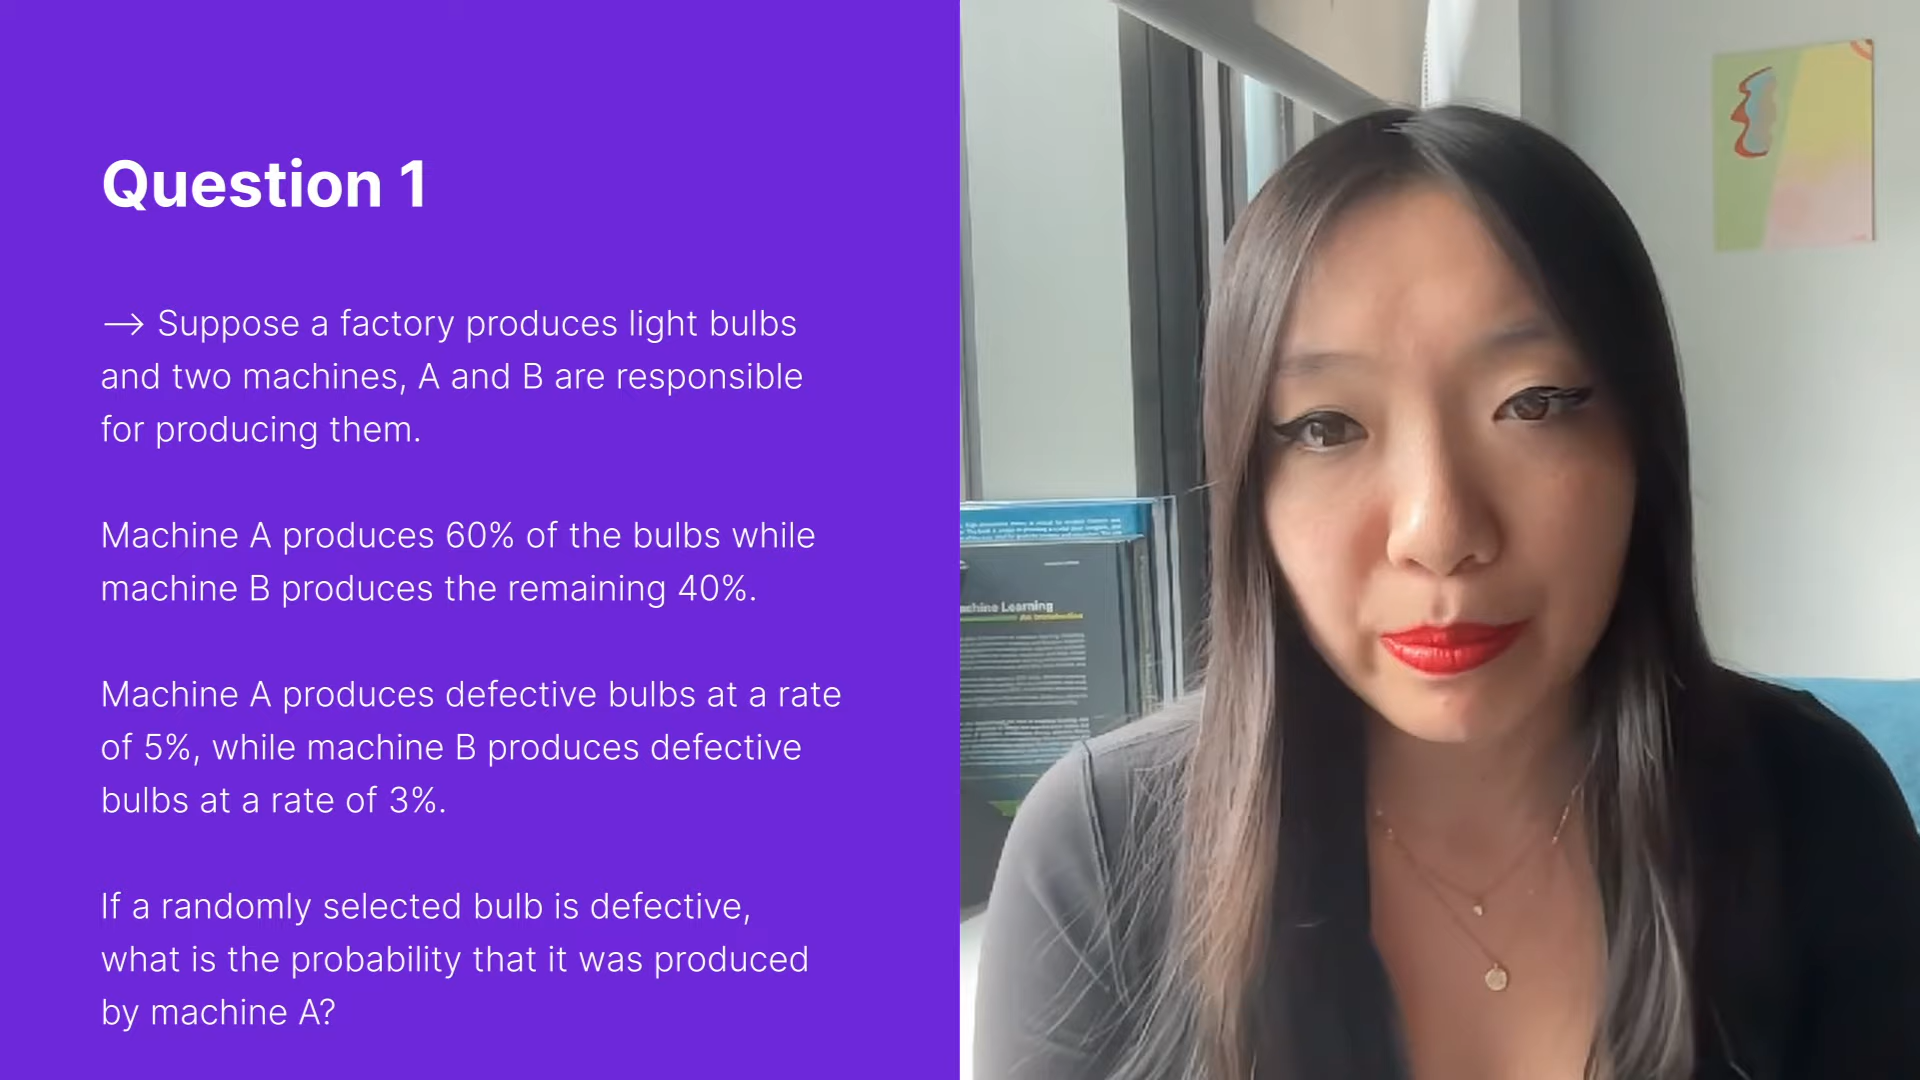 Question 1
→ Suppose a factory produces light bulbs
and two machines, A and B are responsible
for producing them.
Machine A produces 60% of the bulbs while
machine B produces the remaining 40%.
Machine A produces defective bulbs at a rate
of 5%, while machine B produces defective
bulbs at a rate of 3%.
If a randomly selected bulb is defective,
what is the probability that it was produced
by machine A?
Learning